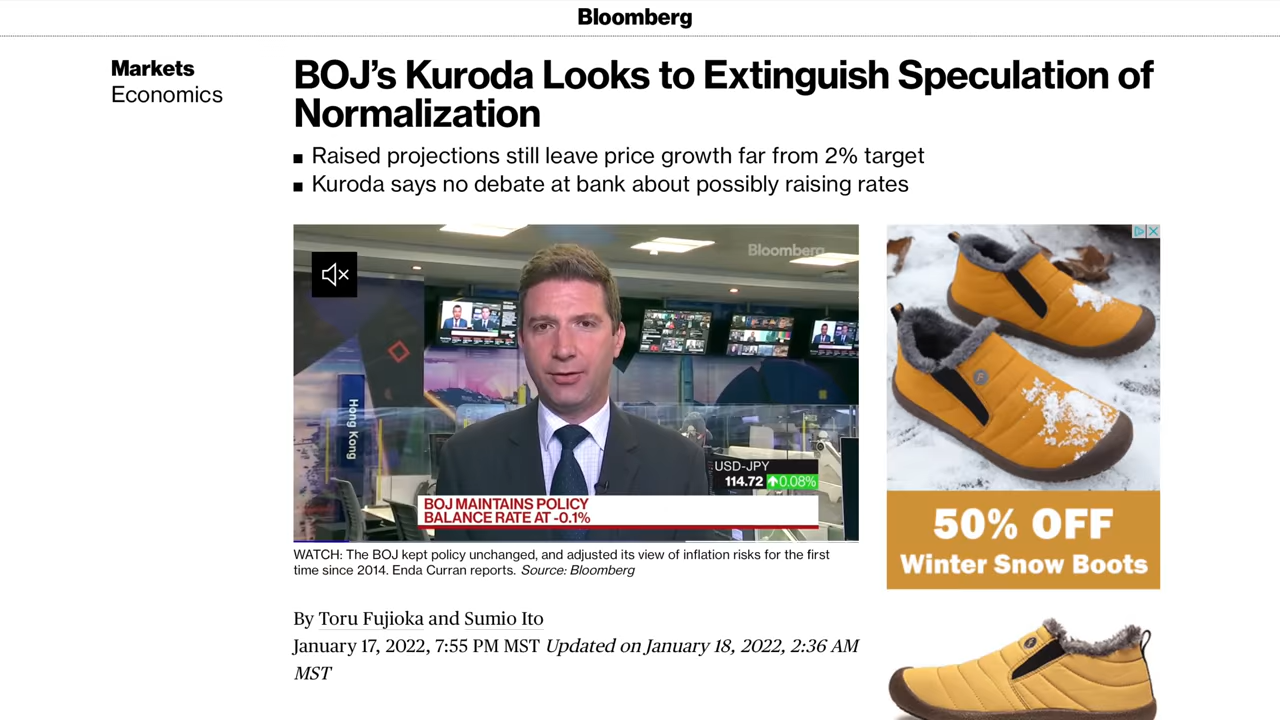 Bloomberg
Markets
Economics
BOJ’s Kuroda Looks to Extinguish Speculation of
Normalization
■ Raised projections still leave price growth far from 2% target
■ Kuroda says no debate at bank about possibly raising rates
Bloomberg
Hong Kong
USD-JPY
114.72 0.08%
BOJ MAINTAINS POLICY
BALANCE RATE AT -0.1%
WATCH: The BOJ kept policy unchanged, and adjusted its view of inflation risks for the first
time since 2014. Enda Curran reports. Source: Bloomberg
By Toru Fujioka and Sumio Ito
January 17, 2022, 7:55 PM MST Updated on January 18, 2022, 2:36 AM
MST
50% OFF
Winter Snow Boots